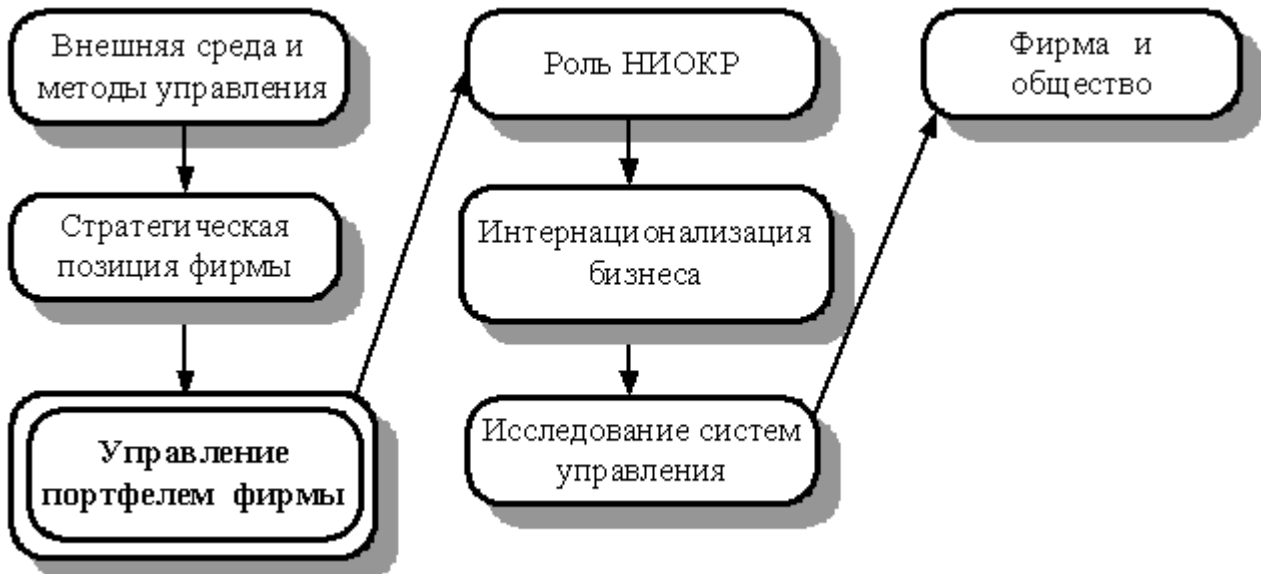 Внешняя среда и
методы управления
Стратегическая
позиция фирмы
Управление
портфелем фирмы
Роль НИОКР
Интернационализация
бизнеса
Исследование систем
управления
Фирма и
общество